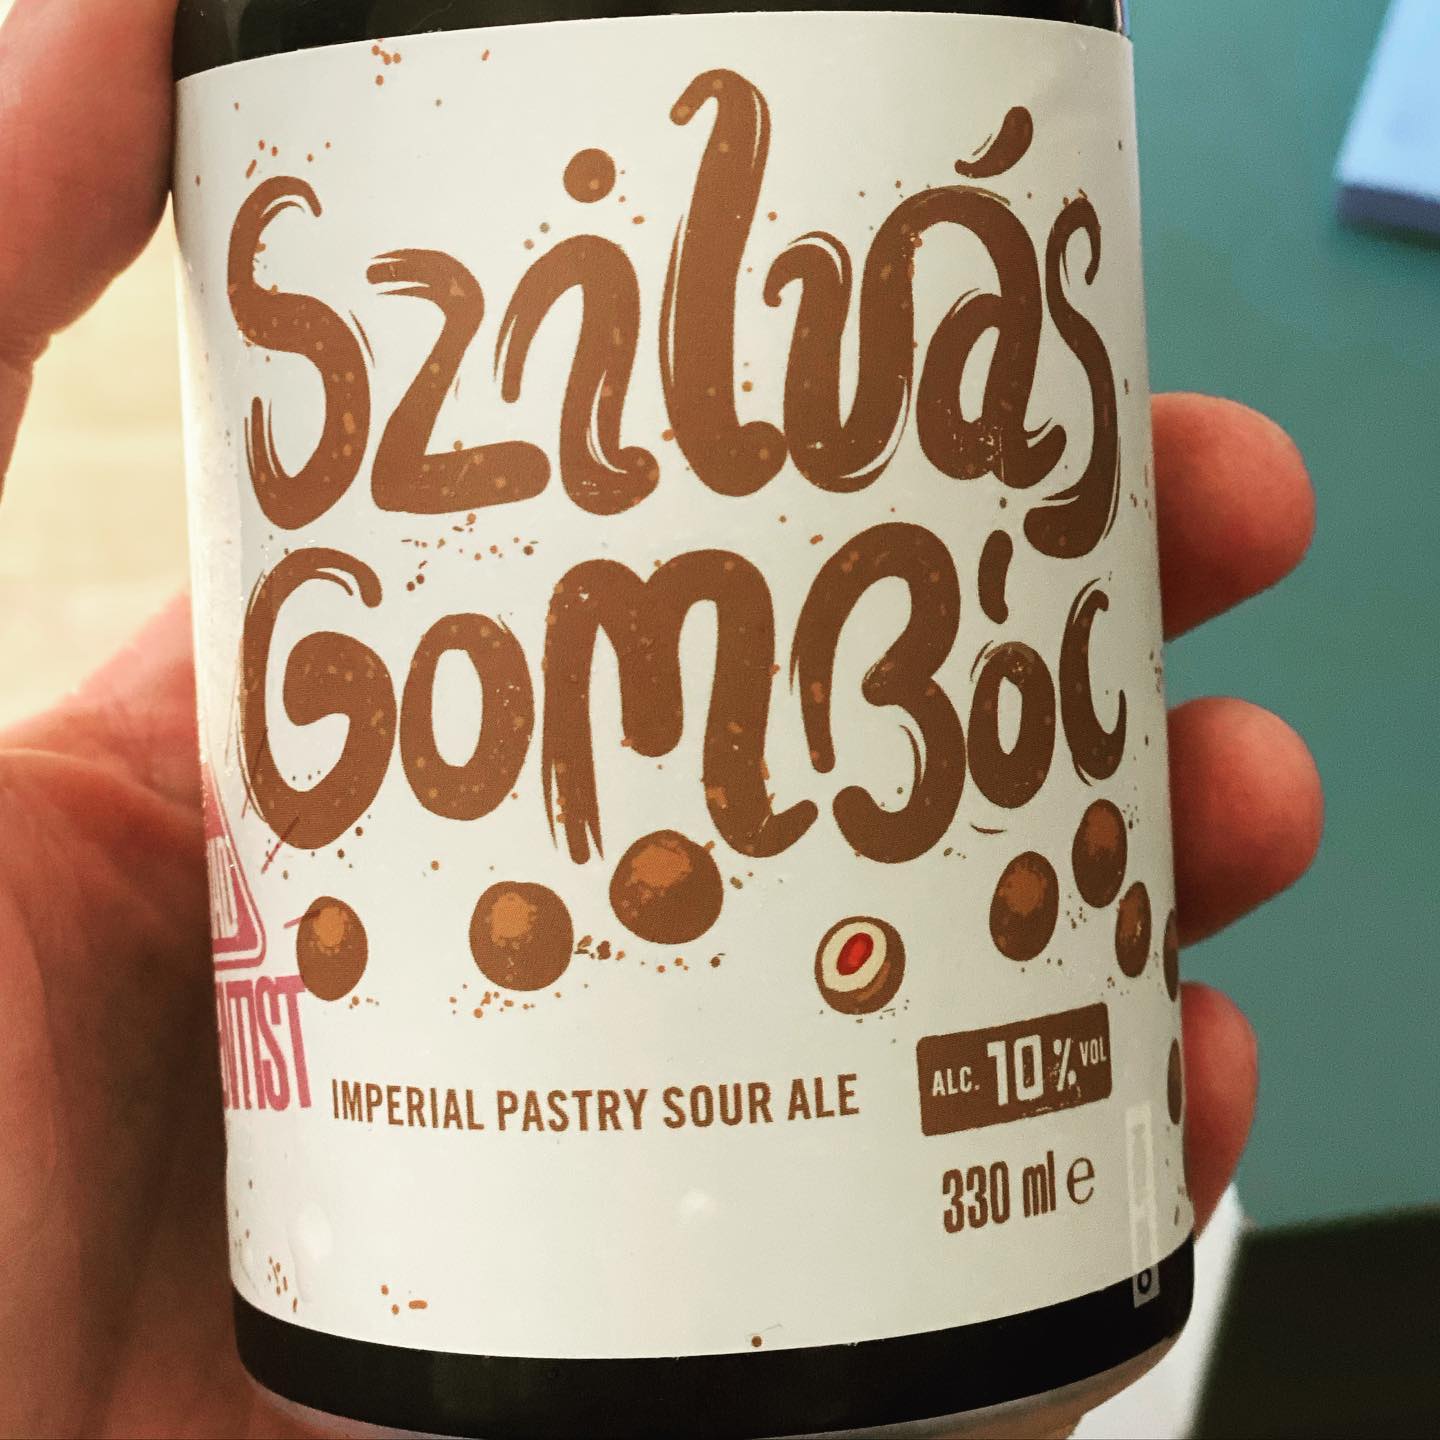 Szilvás
GomBóc
IMPERIAL PASTRY SOUR ALE
ALC. 10% VOL
330 ml e